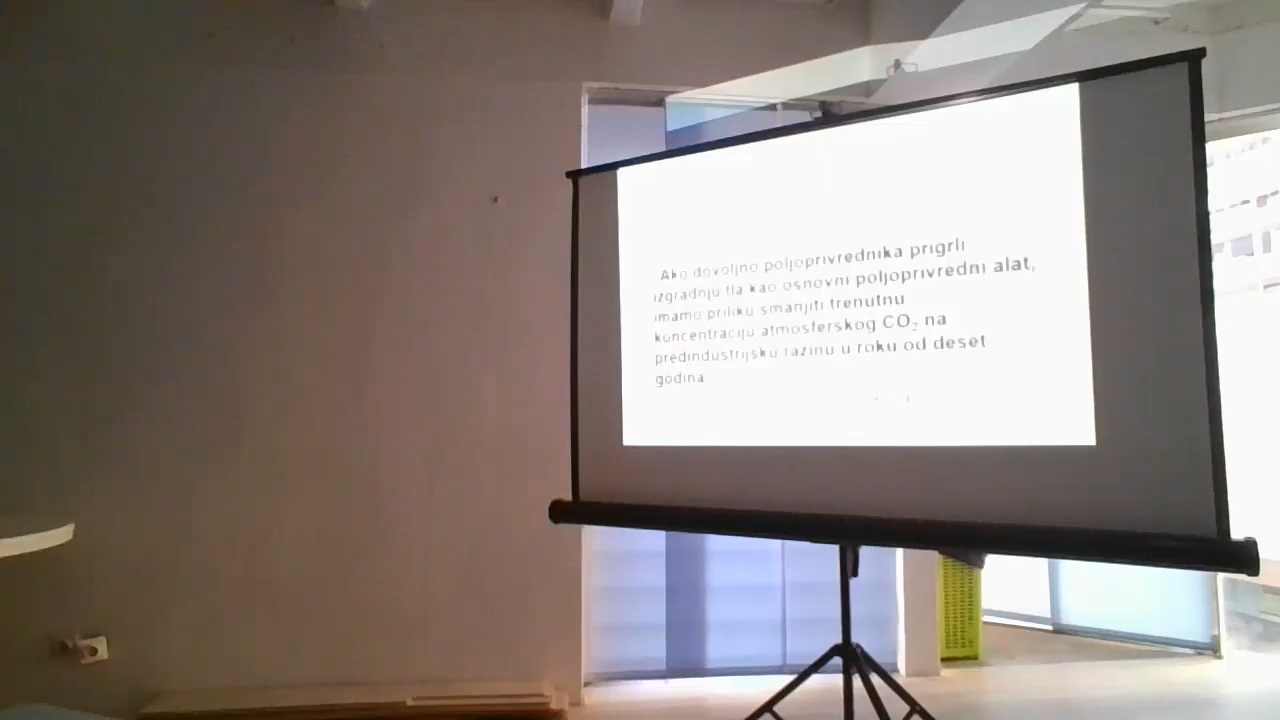 Ako dovoljno poljoprivrednika prigrli
izgradnju tla kao osnovni poljoprivredni alat,
imamo priliku smanjiti trenutnu
koncentraciju atmosferskog CO₂ na
predindustrijsku razinu u roku od deset
godina